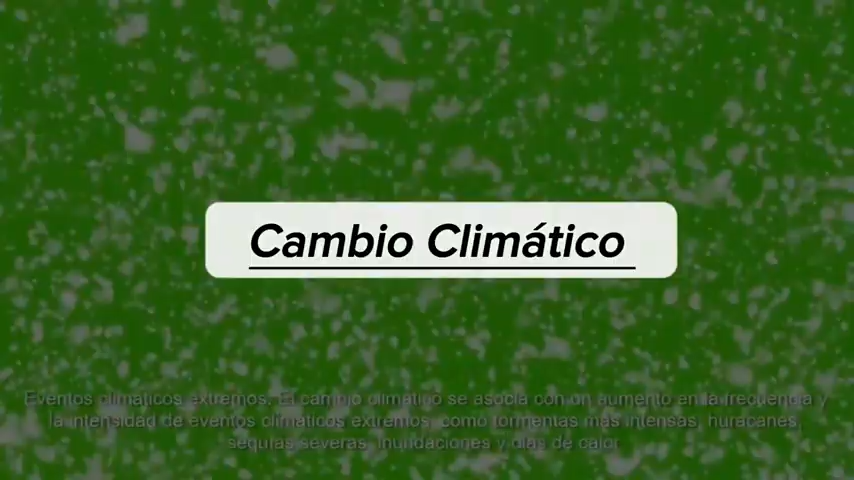 Cambio Climático
Eventos climáticos extremos: El cambio climático se asocia con un aumento en la frecuencia y
la intensidad de eventos climáticos extremos, como tormentas más intensas, huracanes,
sequías severas, inundaciones y olas de calor.